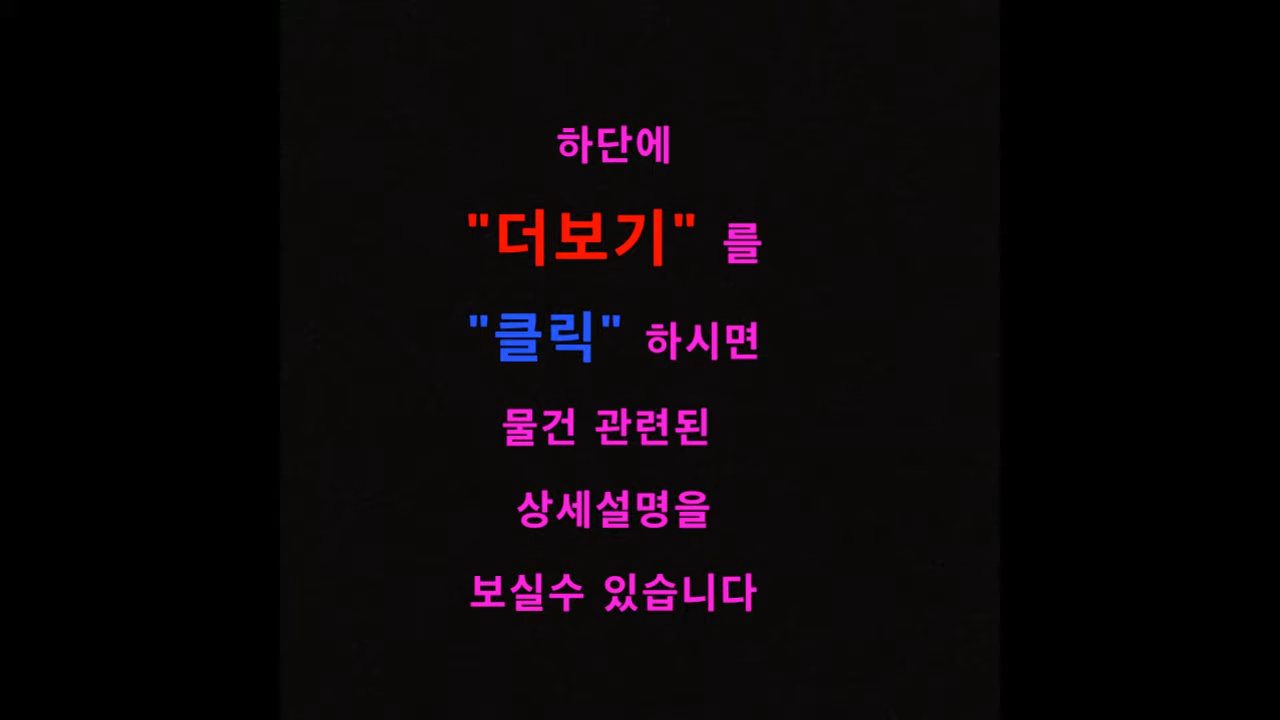 하단에
"더보기" 를
"클릭" 하시면
물건 관련된
상세설명을
보실수 있습니다